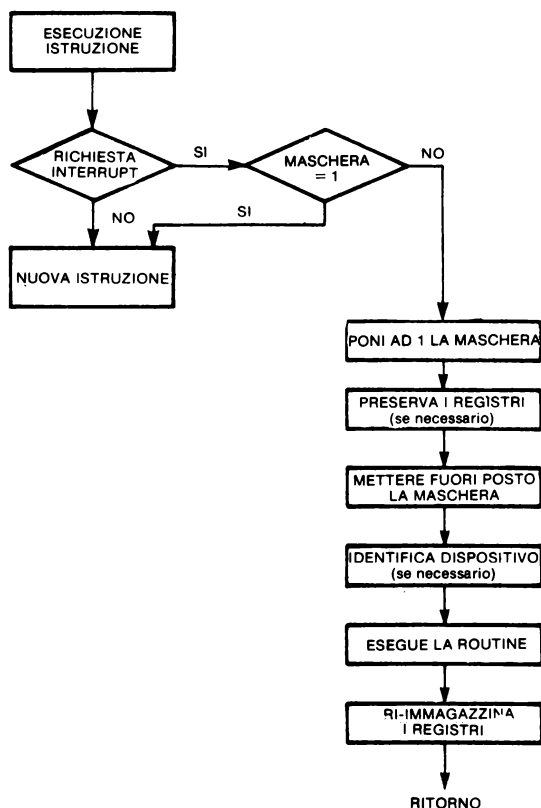 ESECUZIONE
ISTRUZIONE
RICHIESTA
INTERRUPT
SI
MASCHERA
= 1
NO
SI
NO
NUOVA ISTRUZIONE
PONI AD 1 LA MASCHERA
PRESERVA I REGISTRI
(se necessario)
METTERE FUORI POSTO
LA MASCHERA
IDENTIFICA DISPOSITIVO
(se necessario)
ESEGUE LA ROUTINE
RI-IMMAGAZZINA
I REGISTRI
RITORNO